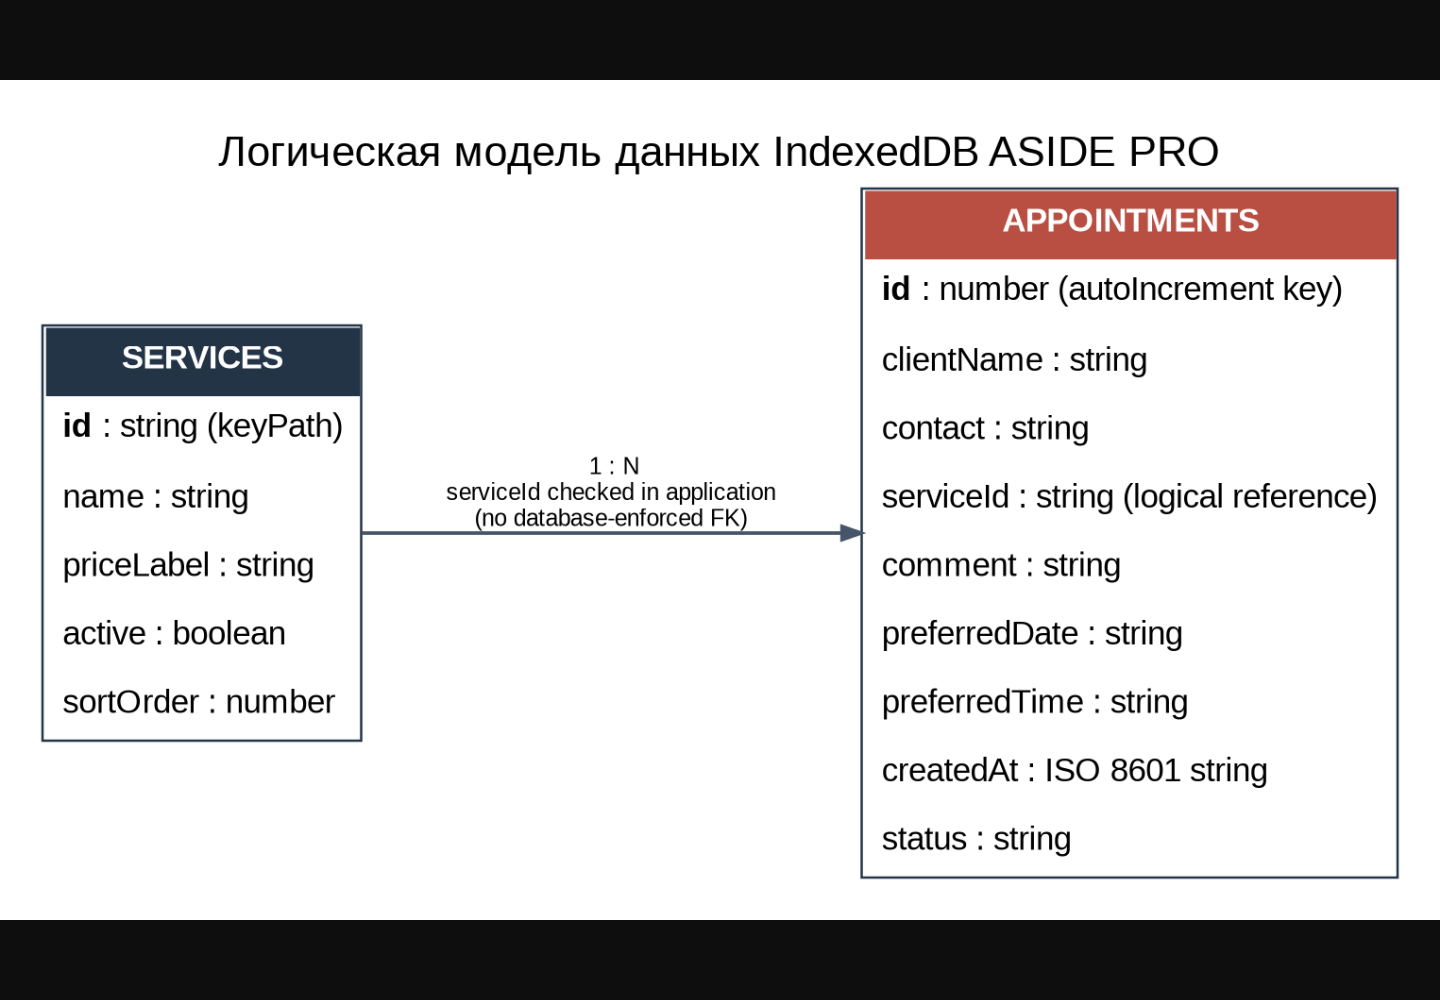 Логическая модель данных IndexedDB ASIDE PRO
SERVICES
id : string (keyPath)
name : string
priceLabel : string
active : boolean
sortOrder : number
1 : N
serviceId checked in application
(no database-enforced FK)
APPOINTMENTS
id : number (autoIncrement key)
clientName : string
contact : string
serviceId : string (logical reference)
comment : string
preferredDate : string
preferredTime : string
createdAt : ISO 8601 string
status : string